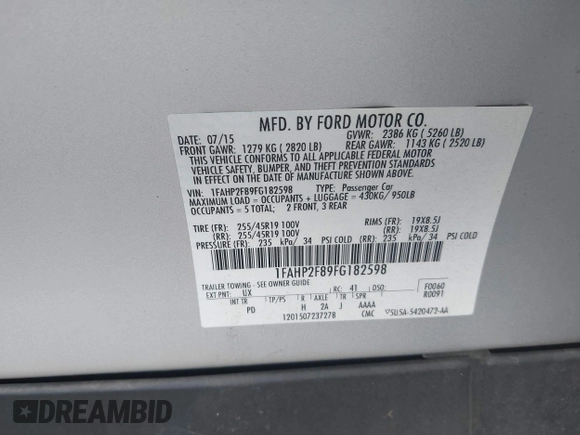 MFD. BY FORD MOTOR CO.
DATE: 07/15 GVWR: 2386 KG ( 5260 LB)
FRONT GAWR: 1279 KG ( 2820 LB) REAR GAWR: 1143 KG ( 2520 LB)
THIS VEHICLE CONFORMS TO ALL APPLICABLE FEDERAL MOTOR
VEHICLE SAFETY, BUMPER, AND THEFT PREVENTION STANDARDS
IN EFFECT ON THE DATE OF MANUFACTURE SHOWN ABOVE.
VIN: 1FAHP2F89FG182598 TYPE: Passenger Car
MAXIMUM LOAD = OCCUPANTS + LUGGAGE = 430KG/ 950LB
OCCUPANTS = 5 TOTAL; 2 FRONT, 3 REAR
TIRE (FR): 255/45R19 100V RIMS (FR): 19X8.5J
(RR): 255/45R19 100V (RR): 19X8.5J
PRESSURE (FR): 235 kPa/ 34 PSI COLD (RR): 235 kPa/ 34 PSI COLD
1FAHP2F89FG182598
TRAILER TOWING - SEE OWNER GUIDE
EXT PNT: UX RC: 41 DSO: F0060
INT TR TP/PS R AXLE TR SPR R0091
PD H 2A J AAAA
1201507237278 CMC
DREAMBID